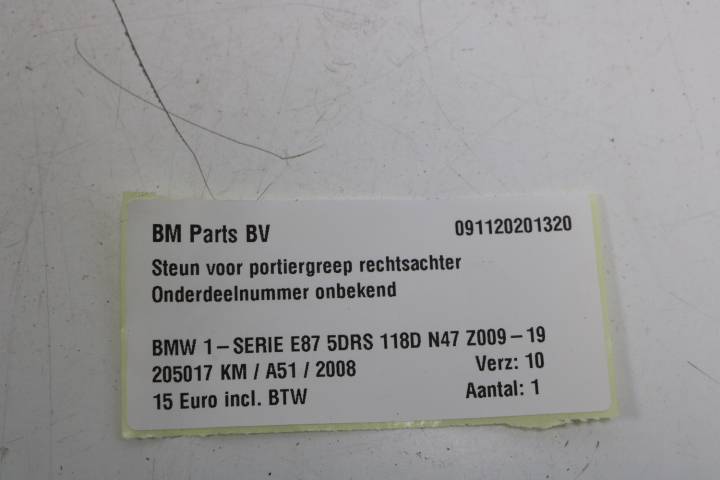 BM Parts BV 091120201320
Steun voor portiergreep rechtsachter
Onderdeelnummer onbekend
BMW 1-SERIE E87 5DRS 118D N47 Z009-19
205017 KM / A51 / 2008 Verz: 10
15 Euro incl. BTW Aantal: 1